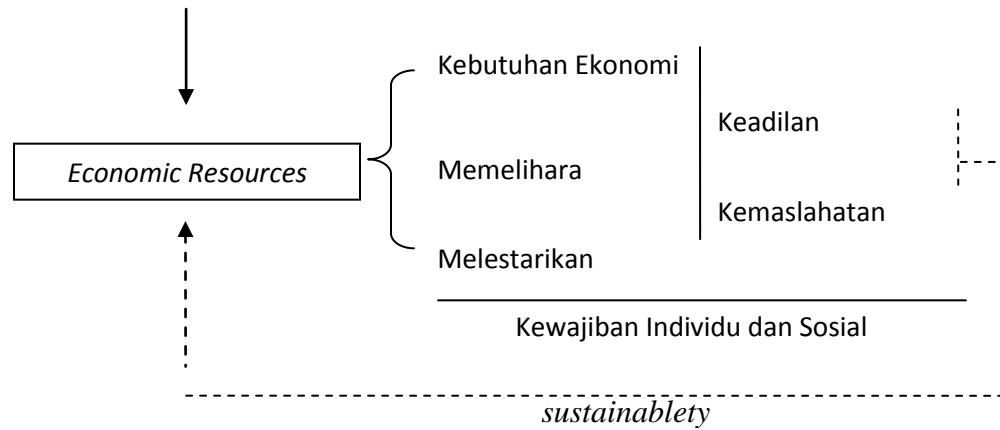 Kebutuhan Ekonomi
Keadilan
Economic Resources
Memelihara
Kemaslahatan
Melestarikan
Kewajiban Individu dan Sosial
sustainablety